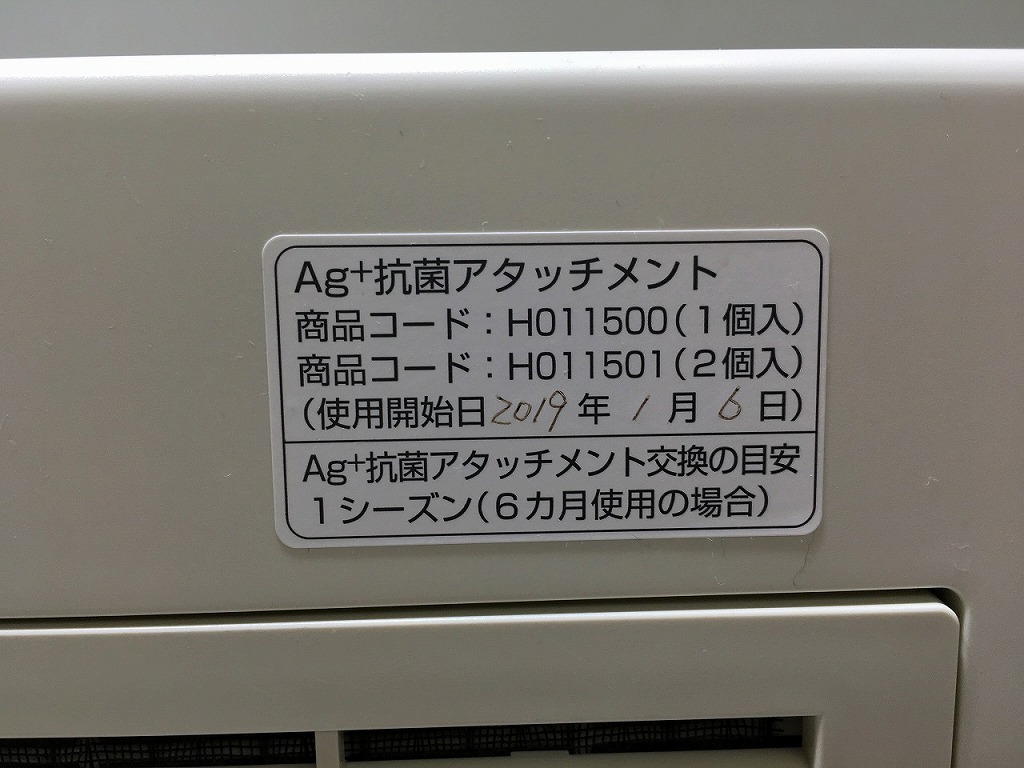 Ag+抗菌アタッチメント
商品コード：H011500（1個入）
商品コード：H011501（2個入）
（使用開始日2019年1月6日）
Ag+抗菌アタッチメント交換の目安
1シーズン（6カ月使用の場合）